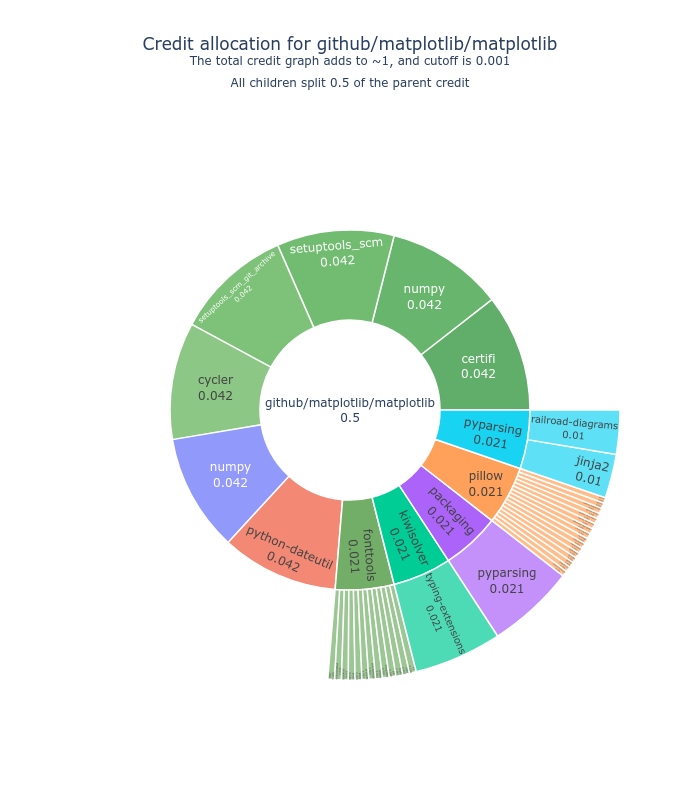 Credit allocation for github/matplotlib/matplotlib
The total credit graph adds to ~1, and cutoff is 0.001
All children split 0.5 of the parent credit
setuptools_scm
0.042
numpy
0.042
setuptools_scm_git_archive
0.042
certifi
0.042
cycler
0.042
github/matplotlib/matplotlib
0.5
pyparsing
0.021
railroad-diagrams
0.01
jinja2
0.01
numpy
0.042
pillow
0.021
packaging
0.021
python-dateutil
0.042
fonttools
0.021
kiwisolver
0.021
pyparsing
0.021
typing-extensions
0.021